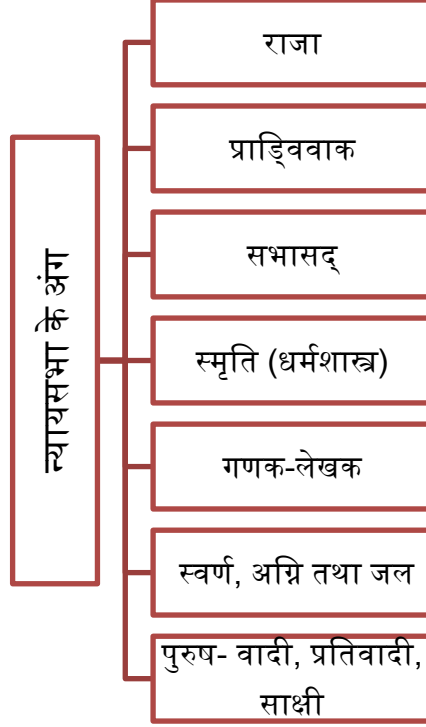 न्यायसभा के अंग
राजा
प्राड्विवाक
सभासद्
स्मृति (धर्मशास्त्र)
गणक-लेखक
स्वर्ण, अग्नि तथा जल
पुरुष- वादी, प्रतिवादी,
साक्षी